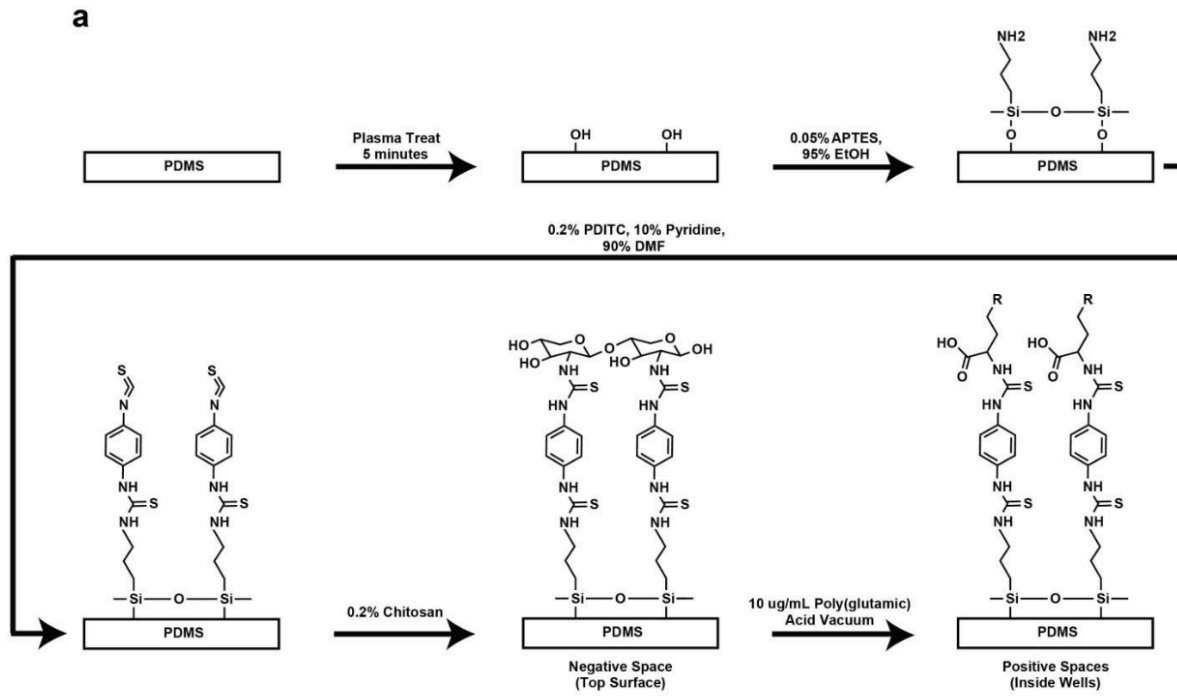 a
PDMS
Plasma Treat
5 minutes
OH OH
PDMS
0.05% APTES,
95% EtOH
NH2 NH2
Si O Si
O O
PDMS
0.2% PDITC, 10% Pyridine,
90% DMF
S S
N N
NH NH
S S
NH NH
Si O Si
PDMS
0.2% Chitosan
O O
HO O OH
HO HO
NH NH
S S
NH NH
NH NH
S S
NH NH
Si O Si
PDMS
Negative Space
(Top Surface)
10 ug/mL Poly(glutamic)
Acid Vacuum
R R
HO HO
O NH O NH
S S
HN HN
NH NH
S S
NH NH
Si O Si
PDMS
Positive Spaces
(Inside Wells)